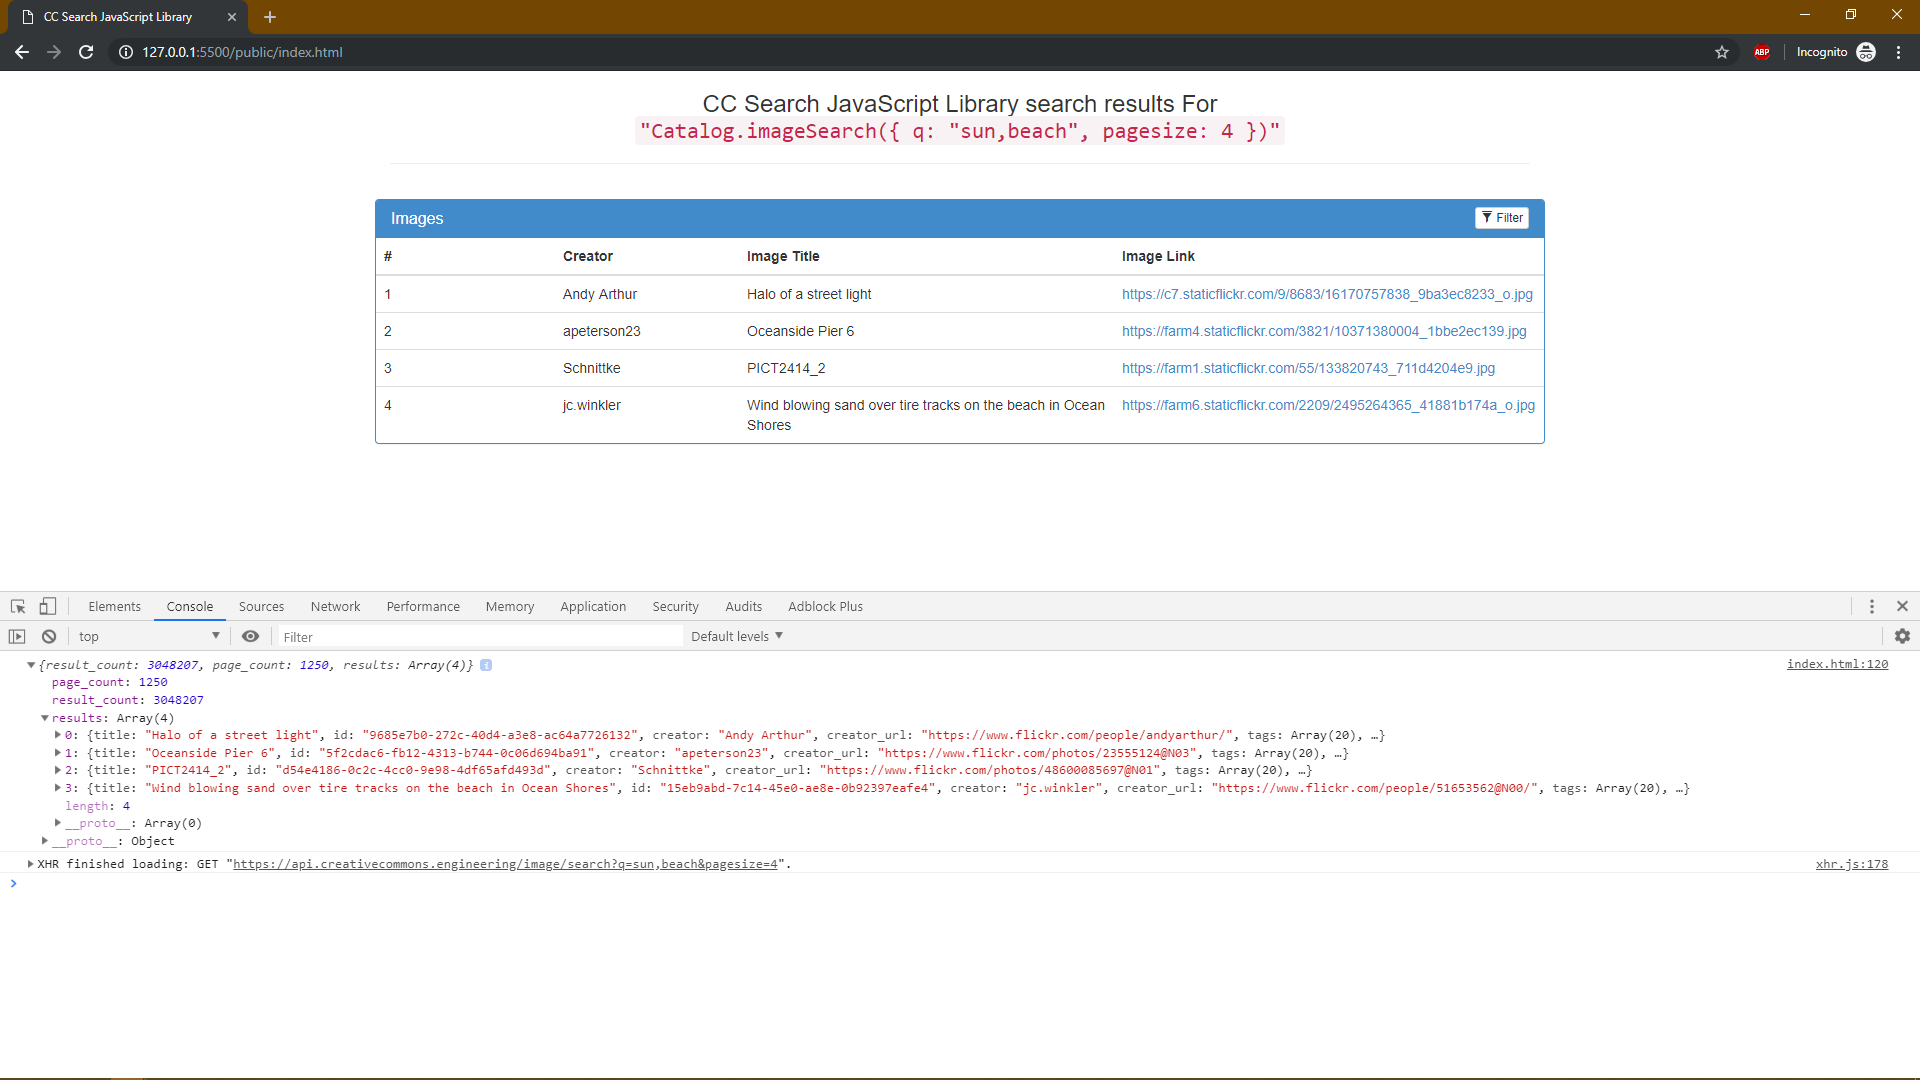 CC Search JavaScript Library
127.0.0.1:5500/public/index.html
ABP
Incognito
CC Search JavaScript Library search results For
"Catalog.imageSearch({ q: "sun,beach", pagesize: 4 })"
Images
Filter
# Creator Image Title Image Link
1 Andy Arthur Halo of a street light https://c7.staticflickr.com/9/8683/16170757838_9ba3ec8233_o.jpg
2 apeterson23 Oceanside Pier 6 https://farm4.staticflickr.com/3821/10371380004_1bbe2ec139.jpg
3 Schnittke PICT2414_2 https://farm1.staticflickr.com/55/133820743_711d4204e9.jpg
4 jc.winkler Wind blowing sand over tire tracks on the beach in Ocean https://farm6.staticflickr.com/2209/2495264365_41881b174a_o.jpg
Shores
Elements Console Sources Network Performance Memory Application Security Audits Adblock Plus
top Filter Default levels
{result_count: 3048207, page_count: 1250, results: Array(4)} i index.html:120
page_count: 1250
result_count: 3048207
results: Array(4)
0: {title: "Halo of a street light", id: "9685e7b0-272c-40d4-a3e8-ac64a7726132", creator: "Andy Arthur", creator_url: "https://www.flickr.com/people/andyarthur/", tags: Array(20), …}
1: {title: "Oceanside Pier 6", id: "5f2cdac6-fb12-4313-b744-0c06d694ba91", creator: "apeterson23", creator_url: "https://www.flickr.com/photos/23555124@N03", tags: Array(20), …}
2: {title: "PICT2414_2", id: "d54e4186-0c2c-4cc0-9e98-4df65afd493d", creator: "Schnittke", creator_url: "https://www.flickr.com/photos/48600085697@N01", tags: Array(20), …}
3: {title: "Wind blowing sand over tire tracks on the beach in Ocean Shores", id: "15eb9abd-7c14-45e0-ae8e-0b92397eafe4", creator: "jc.winkler", creator_url: "https://www.flickr.com/people/51653562@N00/", tags: Array(20), …}
length: 4
__proto__: Array(0)
__proto__: Object
XHR finished loading: GET "https://api.creativecommons.engineering/image/search?q=sun,beach&pagesize=4". xhr.js:178